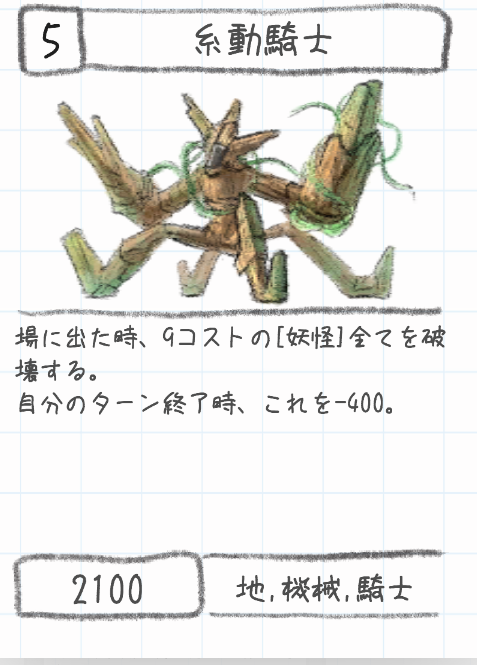 5
糸動騎士
場に出た時、9コストの[妖怪]全てを破
壊する。
自分のターン終了時、これを-400。
2100
地,機械,騎士